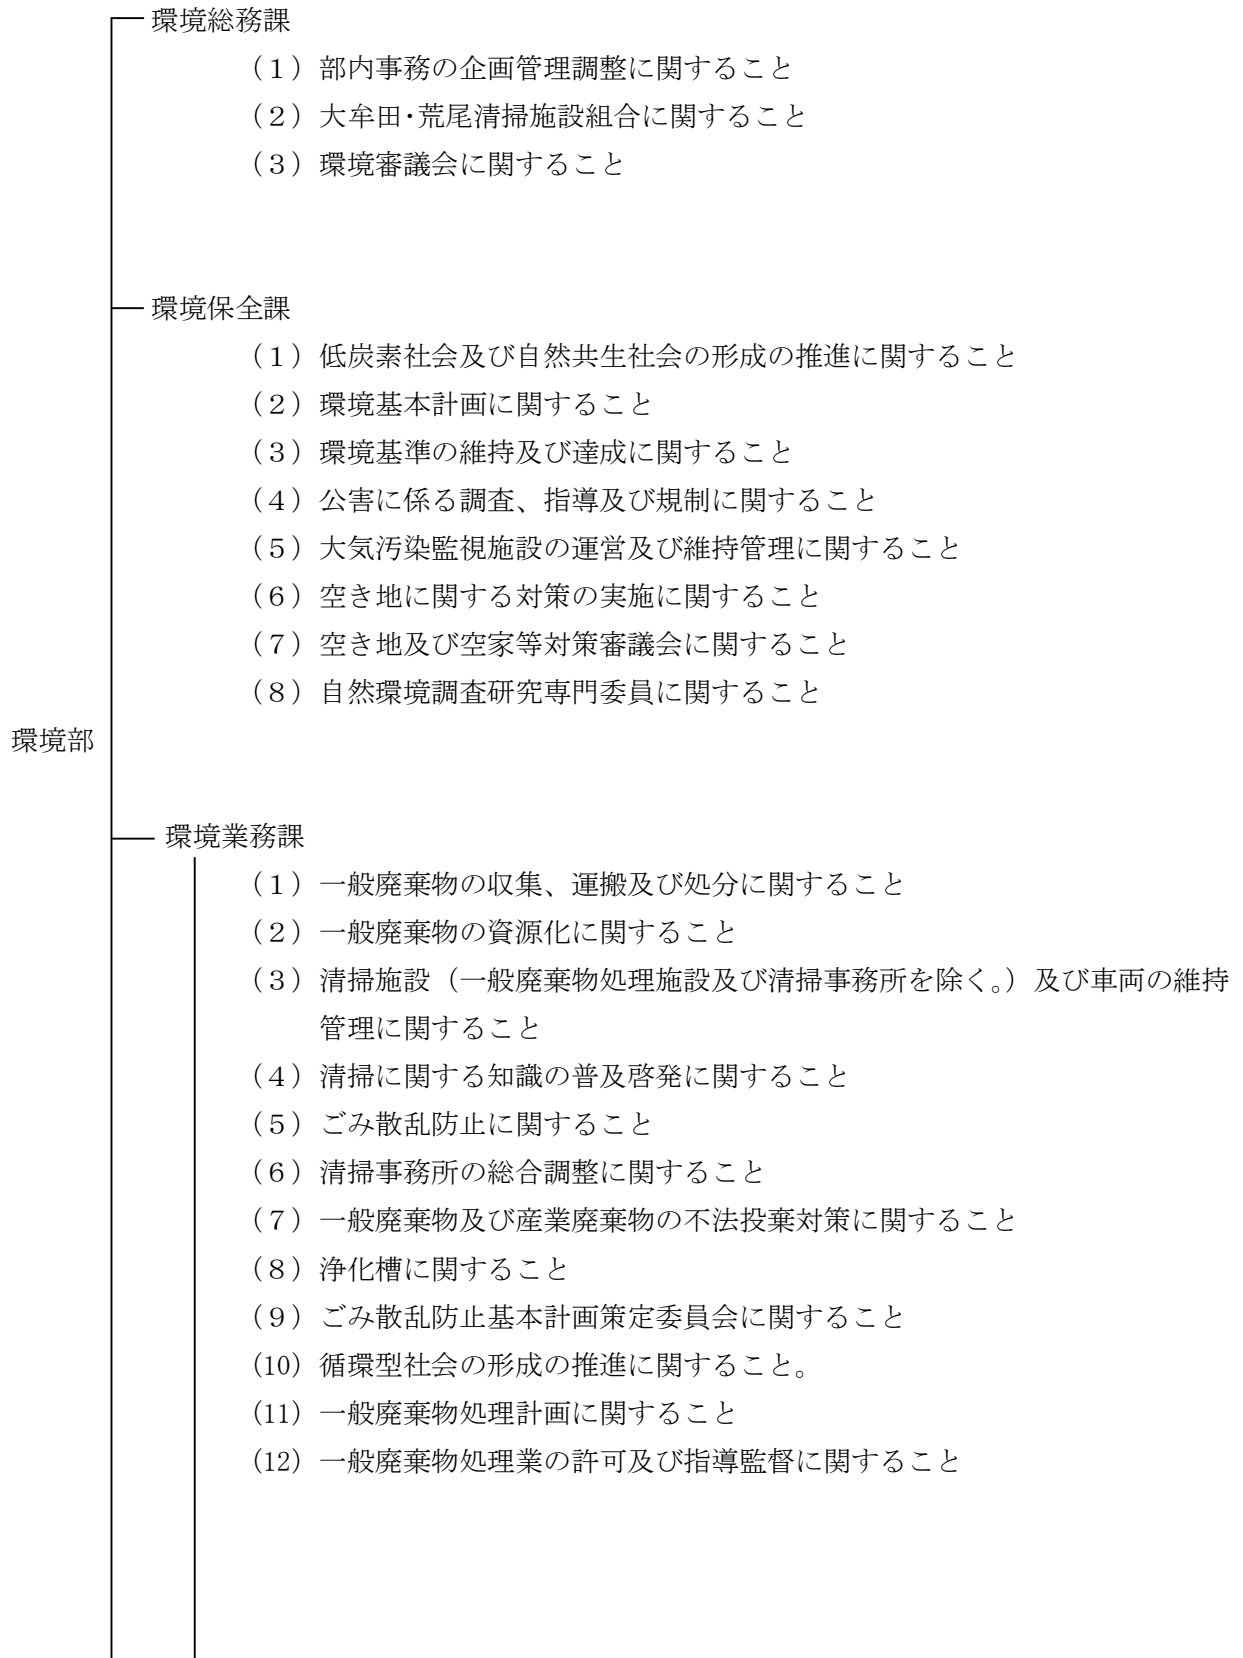 環境総務課
（１）部内事務の企画管理調整に関すること
（２）大牟田・荒尾清掃施設組合に関すること
（３）環境審議会に関すること
環境保全課
（１）低炭素社会及び自然共生社会の形成の推進に関すること
（２）環境基本計画に関すること
（３）環境基準の維持及び達成に関すること
（４）公害に係る調査、指導及び規制に関すること
（５）大気汚染監視施設の運営及び維持管理に関すること
（６）空き地に関する対策の実施に関すること
（７）空き地及び空家等対策審議会に関すること
（８）自然環境調査研究専門委員に関すること
環境部
環境業務課
（１）一般廃棄物の収集、運搬及び処分に関すること
（２）一般廃棄物の資源化に関すること
（３）清掃施設（一般廃棄物処理施設及び清掃事務所を除く。）及び車両の維持
管理に関すること
（４）清掃に関する知識の普及啓発に関すること
（５）ごみ散乱防止に関すること
（６）清掃事務所の総合調整に関すること
（７）一般廃棄物及び産業廃棄物の不法投棄対策に関すること
（８）浄化槽に関すること
（９）ごみ散乱防止基本計画策定委員会に関すること
(10）循環型社会の形成の推進に関すること。
(11）一般廃棄物処理計画に関すること
(12）一般廃棄物処理業の許可及び指導監督に関すること